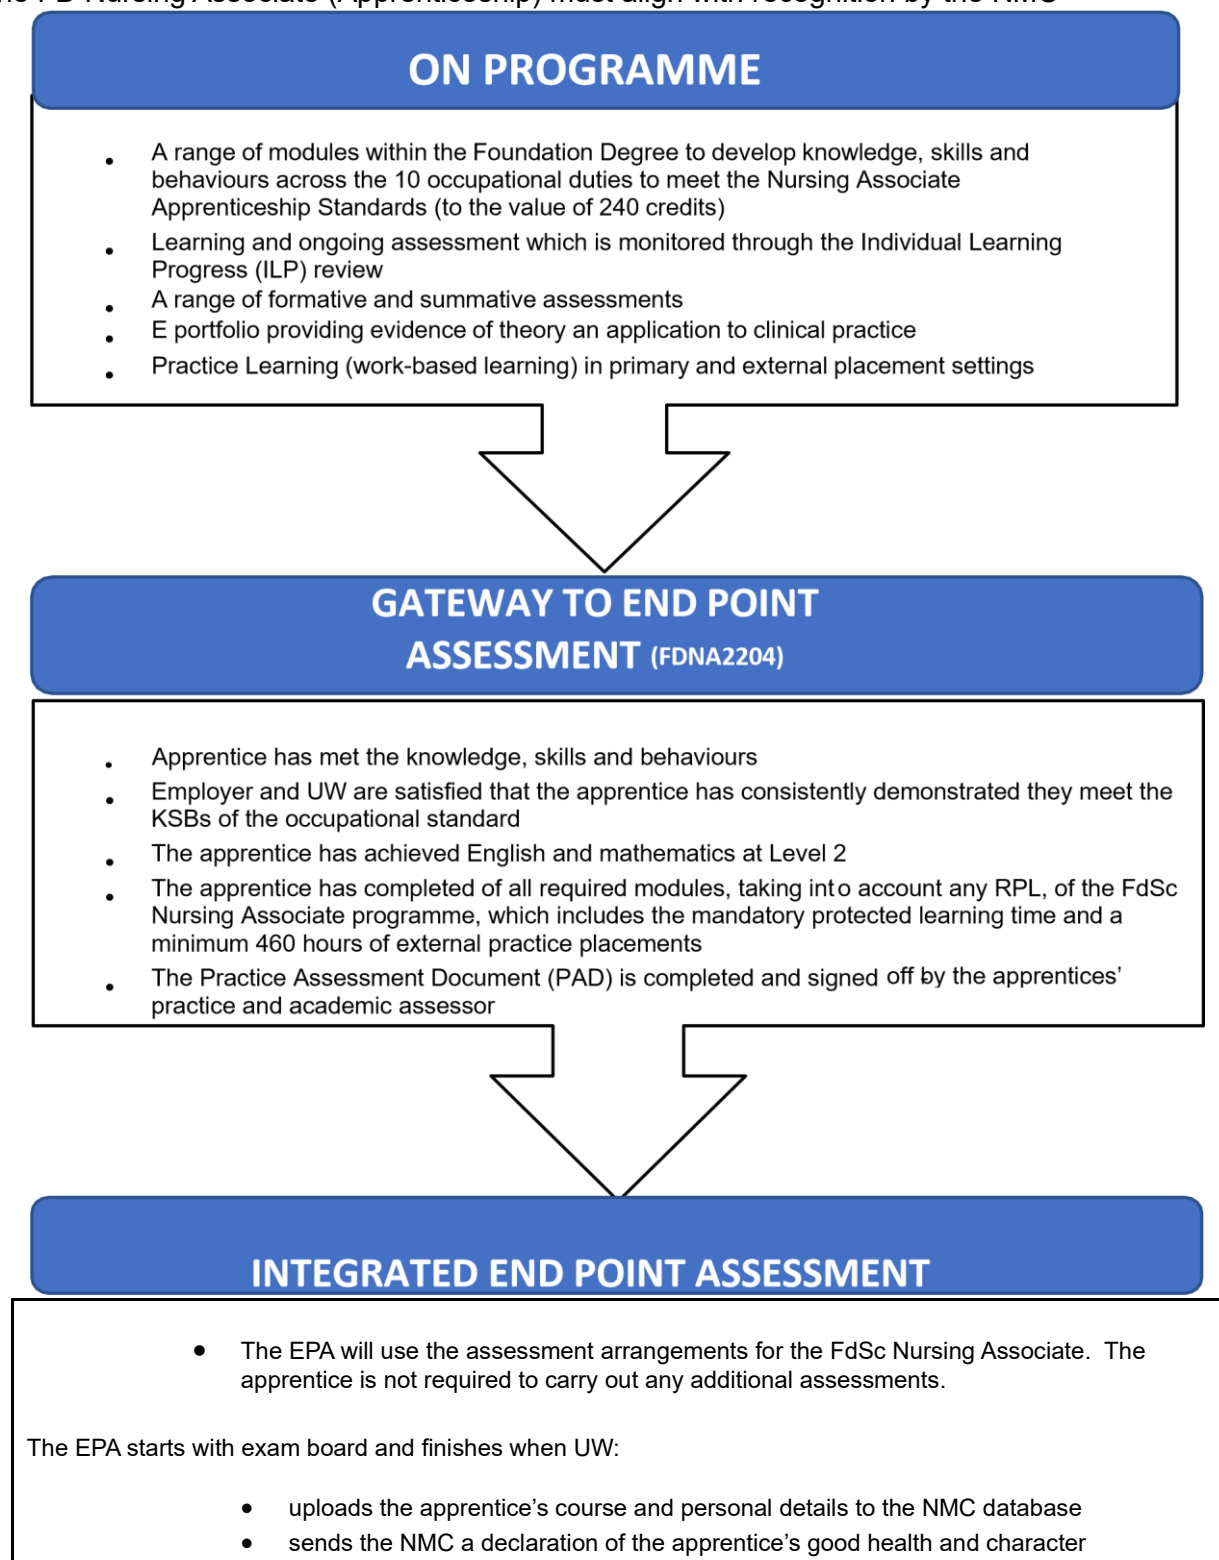 FD Nursing Associate (Apprenticeship) must align with recognition by the NMC
ON PROGRAMME
• A range of modules within the Foundation Degree to develop knowledge, skills and
behaviours across the 10 occupational duties to meet the Nursing Associate
Apprenticeship Standards (to the value of 240 credits)
• Learning and ongoing assessment which is monitored through the Individual Learning
Progress (ILP) review
• A range of formative and summative assessments
• E portfolio providing evidence of theory an application to clinical practice
• Practice Learning (work-based learning) in primary and external placement settings
GATEWAY TO END POINT
ASSESSMENT (FDNA2204)
• Apprentice has met the knowledge, skills and behaviours
• Employer and UW are satisfied that the apprentice has consistently demonstrated they meet the
KSBs of the occupational standard
• The apprentice has achieved English and mathematics at Level 2
• The apprentice has completed of all required modules, taking into account any RPL, of the FdSc
Nursing Associate programme, which includes the mandatory protected learning time and a
minimum 460 hours of external practice placements
• The Practice Assessment Document (PAD) is completed and signed off by the apprentices’
practice and academic assessor
INTEGRATED END POINT ASSESSMENT
• The EPA will use the assessment arrangements for the FdSc Nursing Associate. The
apprentice is not required to carry out any additional assessments.
The EPA starts with exam board and finishes when UW:
• uploads the apprentice’s course and personal details to the NMC database
• sends the NMC a declaration of the apprentice’s good health and character